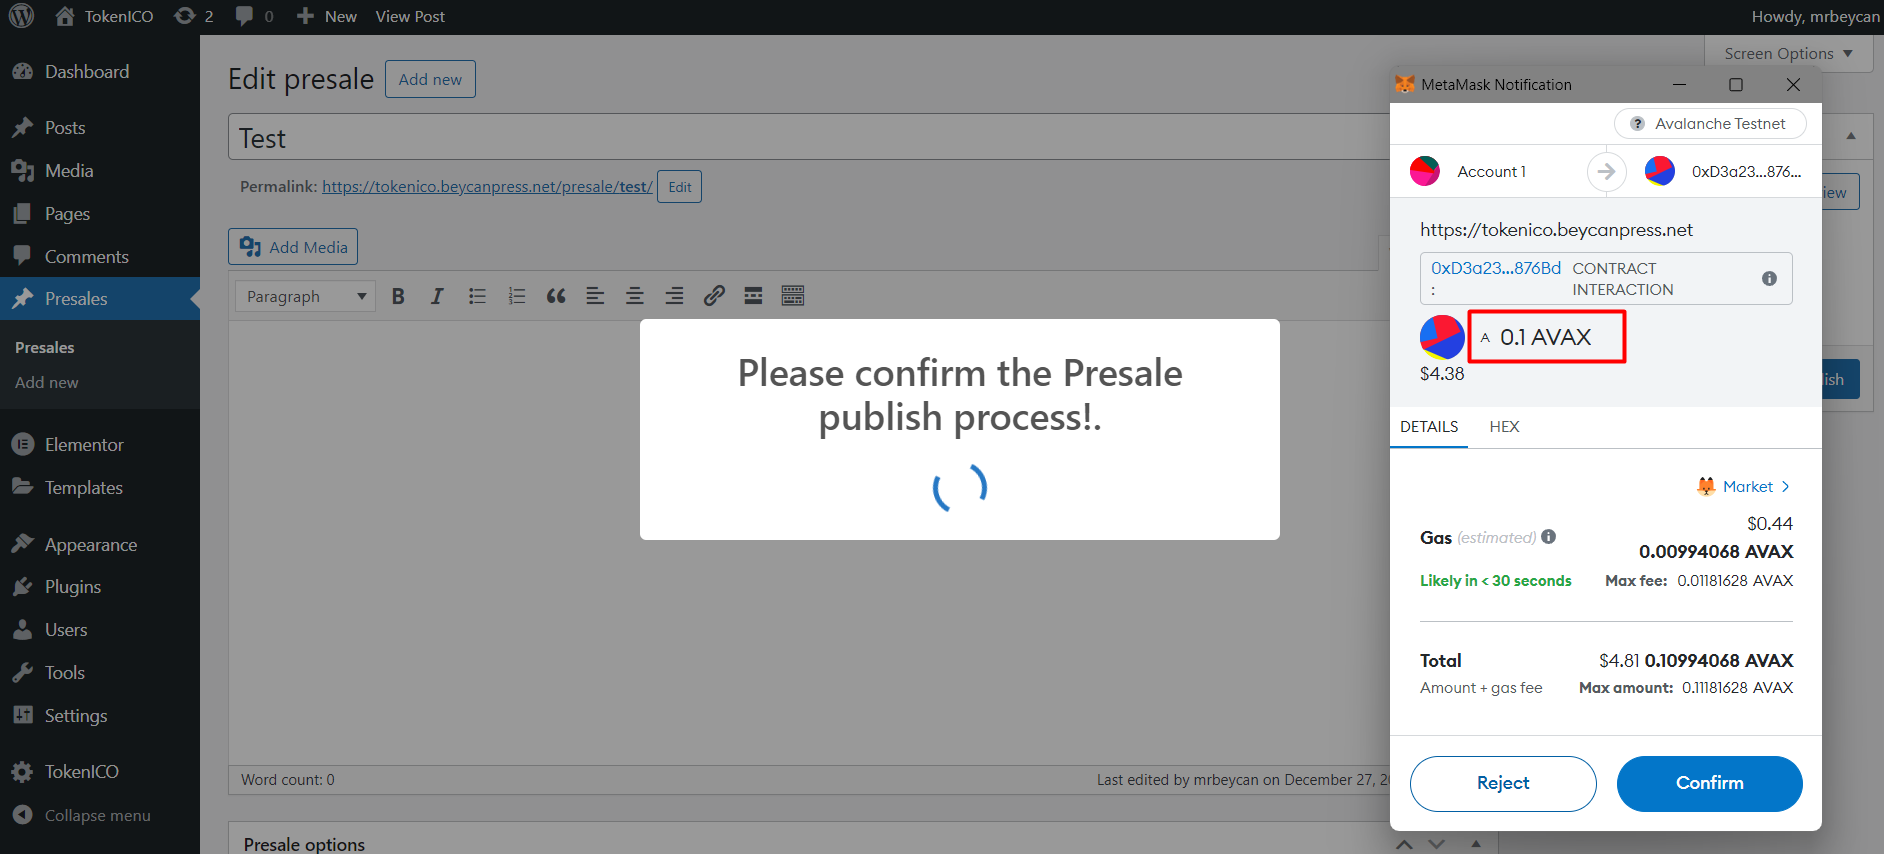 TokenICO 2 0 New View Post Howdy, mrbeycan
Dashboard
Posts
Media
Pages
Comments
Presales
Presales
Add new
Elementor
Templates
Appearance
Plugins
Users
Tools
Settings
TokenICO
Collapse menu
Screen Options
Edit presale Add new
Test
Permalink: https://tokenico.beycanpress.net/presale/test/ Edit
Add Media
Paragraph
Please confirm the Presale
publish process!.
Word count: 0
Last edited by mrbeycan on December 27,
Presale options
MetaMask Notification
Avalanche Testnet
Account 1 0xD3a23...876...
https://tokenico.beycanpress.net
0xD3a23...876Bd CONTRACT
: INTERACTION
A 0.1 AVAX
$4.38
DETAILS HEX
Market >
$0.44
Gas (estimated) 0.00994068 AVAX
Likely in < 30 seconds Max fee: 0.01181628 AVAX
Total $4.81 0.10994068 AVAX
Amount + gas fee Max amount: 0.11181628 AVAX
Reject Confirm